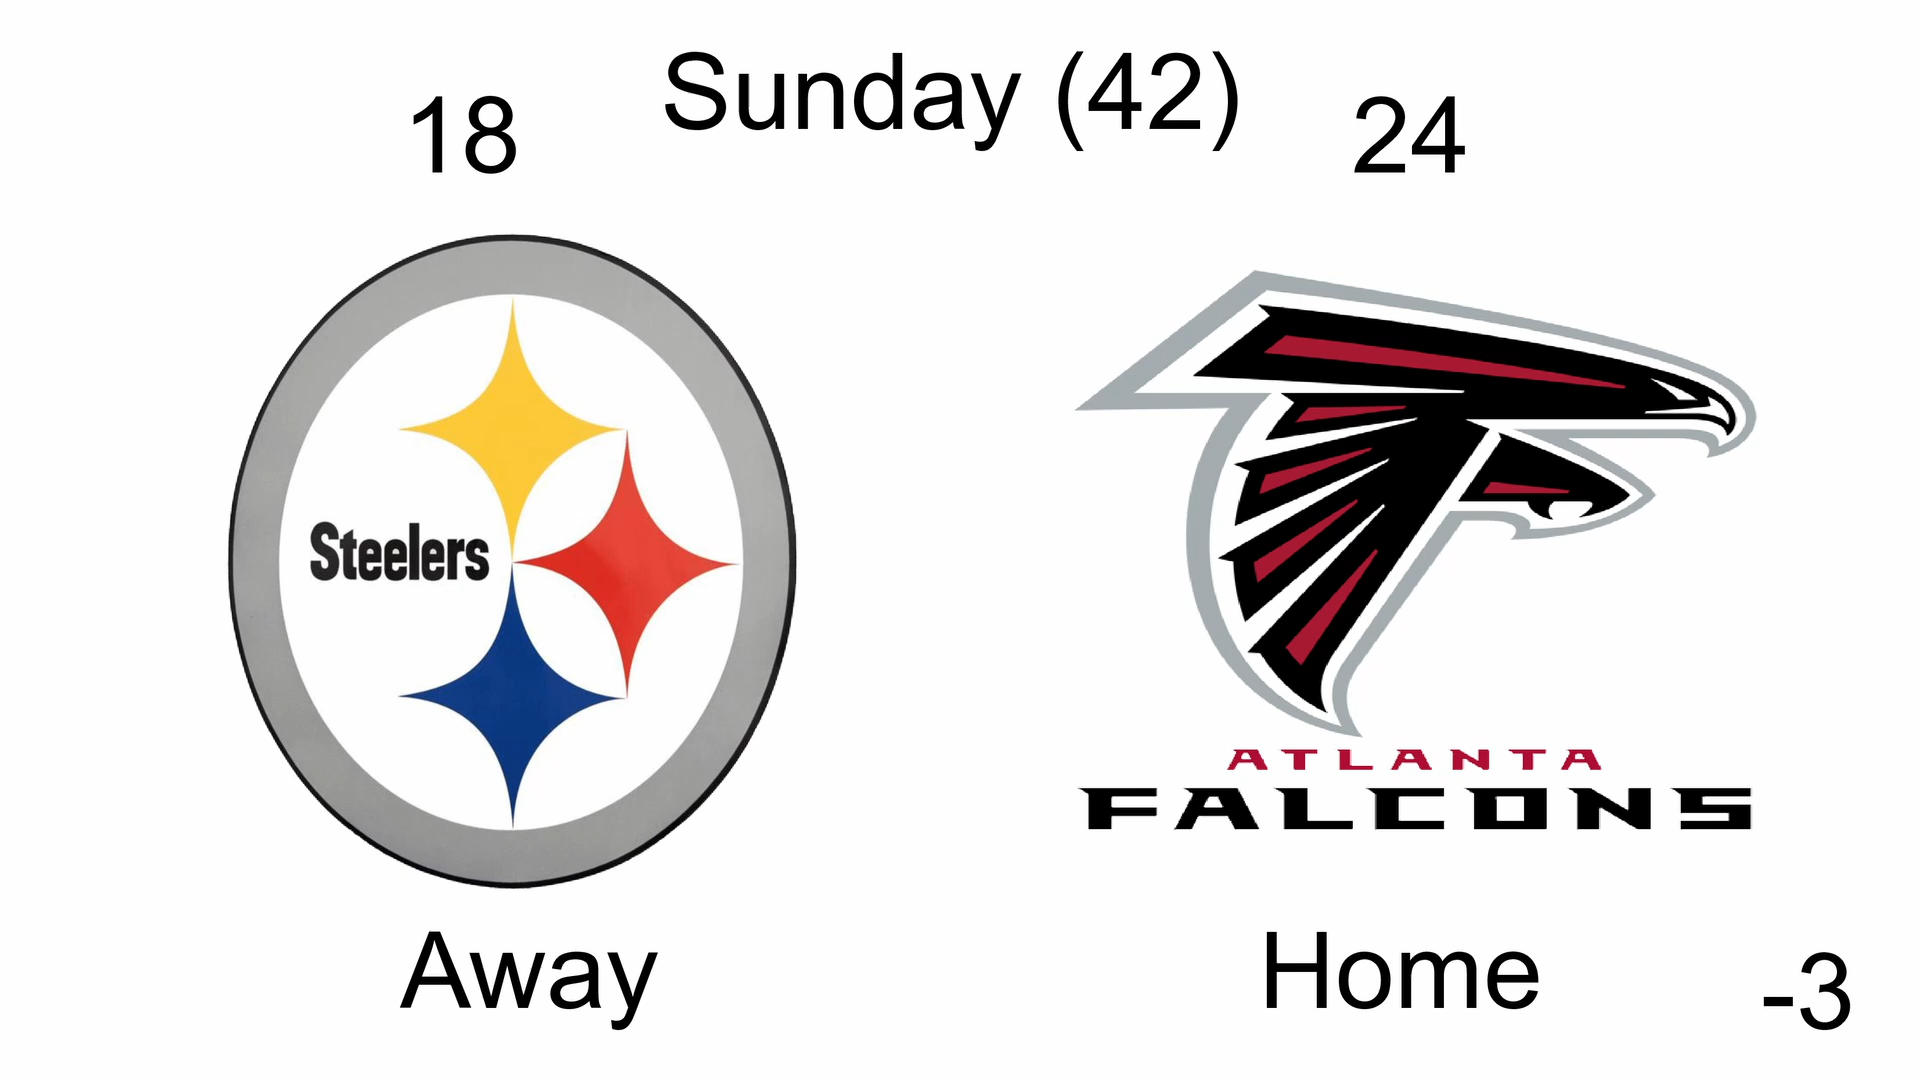 Sunday (42)
18
24
Steelers
ATLANTA
FALCONS
Away
Home
-3